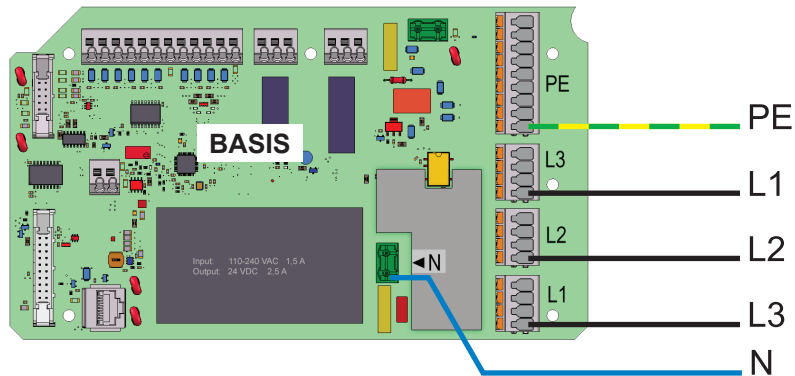 PE
PE
BASIS
L3
L1
L2
L2
Input: 110-240 VAC 1,5 A
Output: 24 VDC 2,5 A
◄N
L1
L3
N